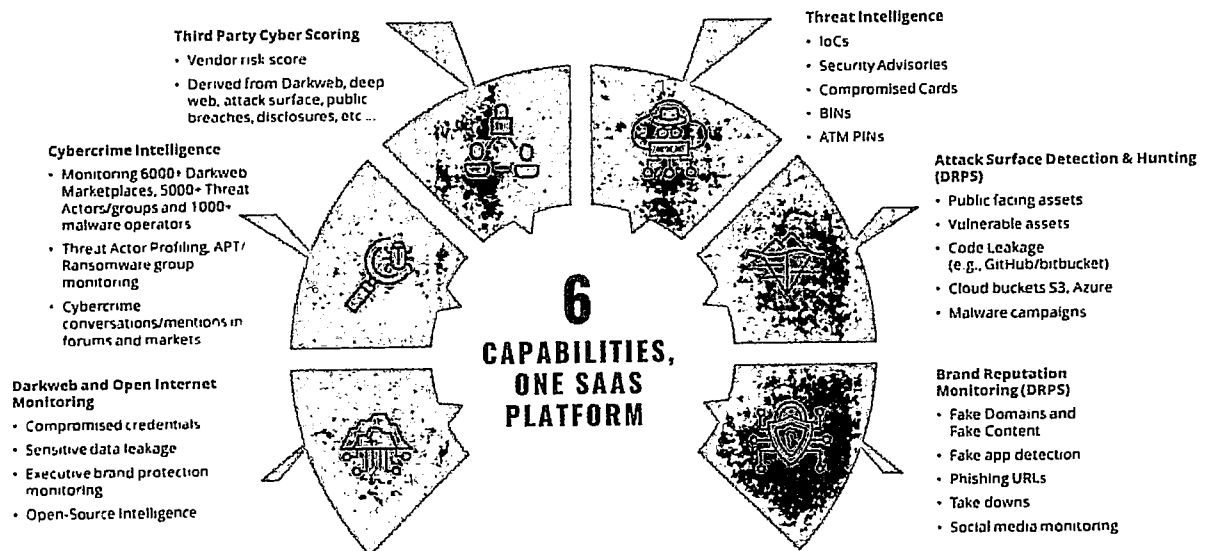 Third Party Cyber Scoring
• Vendor risk score
• Derived from Darkweb, deep
web, attack surface, public
breaches, disclosures, etc ...
Threat Intelligence
• IoCs
• Security Advisories
• Compromised Cards
• BINs
• ATM PINs
Cybercrime Intelligence
• Monitoring 6000+ Darkweb
Marketplaces, 5000+ Threat
Actors/groups and 1000+
malware operators
• Threat Actor Profiling, APT/
Ransomware group
monitoring
• Cybercrime
conversations/mentions in
forums and markets
Attack Surface Detection & Hunting
(DRPS)
• Public facing assets
• Vulnerable assets
• Code Leakage
(e.g., GitHub/bitbucket)
• Cloud buckets S3, Azure
• Malware campaigns
6
CAPABILITIES,
ONE SAAS
PLATFORM
Darkweb and Open Internet
Monitoring
• Compromised credentials
• Sensitive data leakage
• Executive brand protection
monitoring
• Open-Source Intelligence
Brand Reputation
Monitoring (DRPS)
• Fake Domains and
Fake Content
• Fake app detection
• Phishing URLs
• Take downs
• Social media monitoring